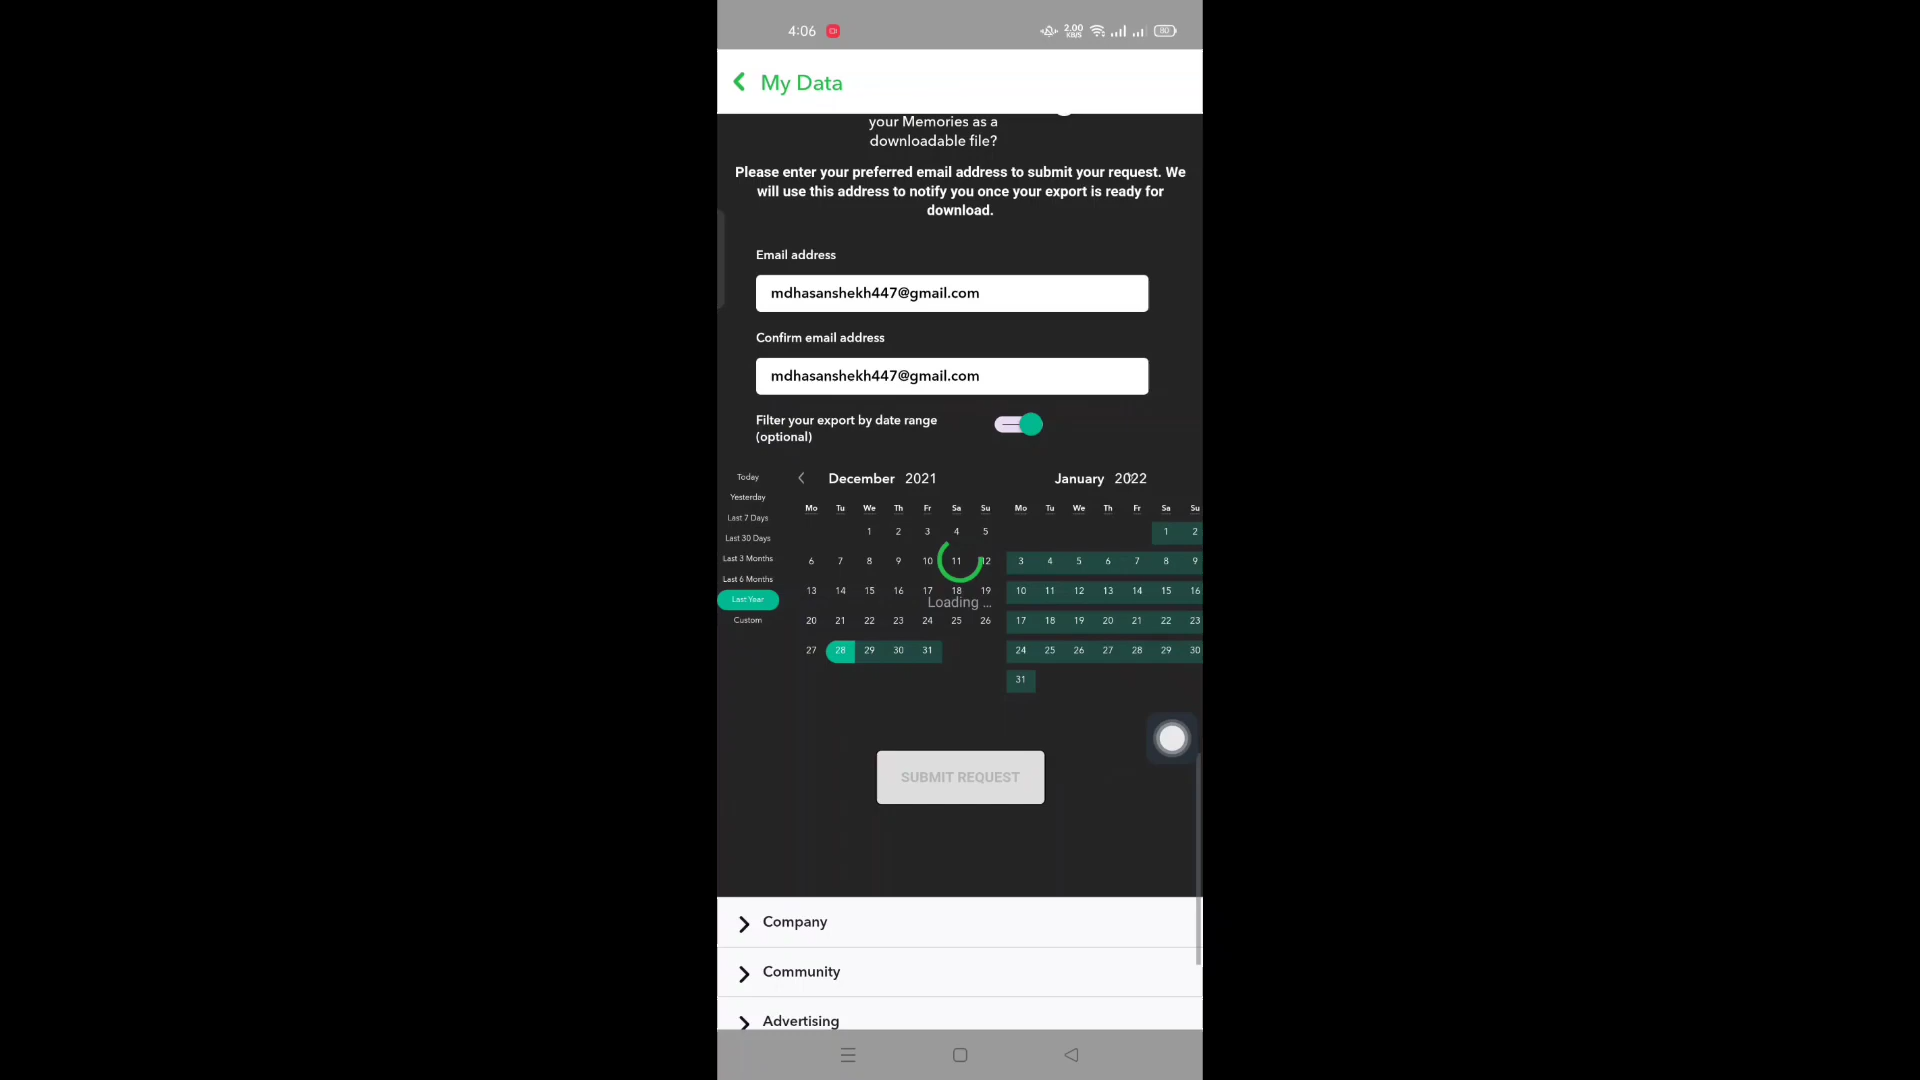 4:06
2.00
KB/S
80
My Data
your Memories as a
downloadable file?
Please enter your preferred email address to submit your request. We
will use this address to notify you once your export is ready for
download.
Email address
mdhasanshekh447@gmail.com
Confirm email address
mdhasanshekh447@gmail.com
Filter your export by date range
(optional)
Today
Yesterday
Last 7 Days
Last 30 Days
Last 3 Months
Last 6 Months
Last Year
Custom
December 2021
Mo Tu We Th Fr Sa Su
1 2 3 4 5
6 7 8 9 10 11 12
13 14 15 16 17 18 19
20 21 22 23 24 25 26
27 28 29 30 31
Loading ...
January 2022
Mo Tu We Th Fr Sa Su
1 2
3 4 5 6 7 8 9
10 11 12 13 14 15 16
17 18 19 20 21 22 23
24 25 26 27 28 29 30
31
SUBMIT REQUEST
Company
Community
Advertising